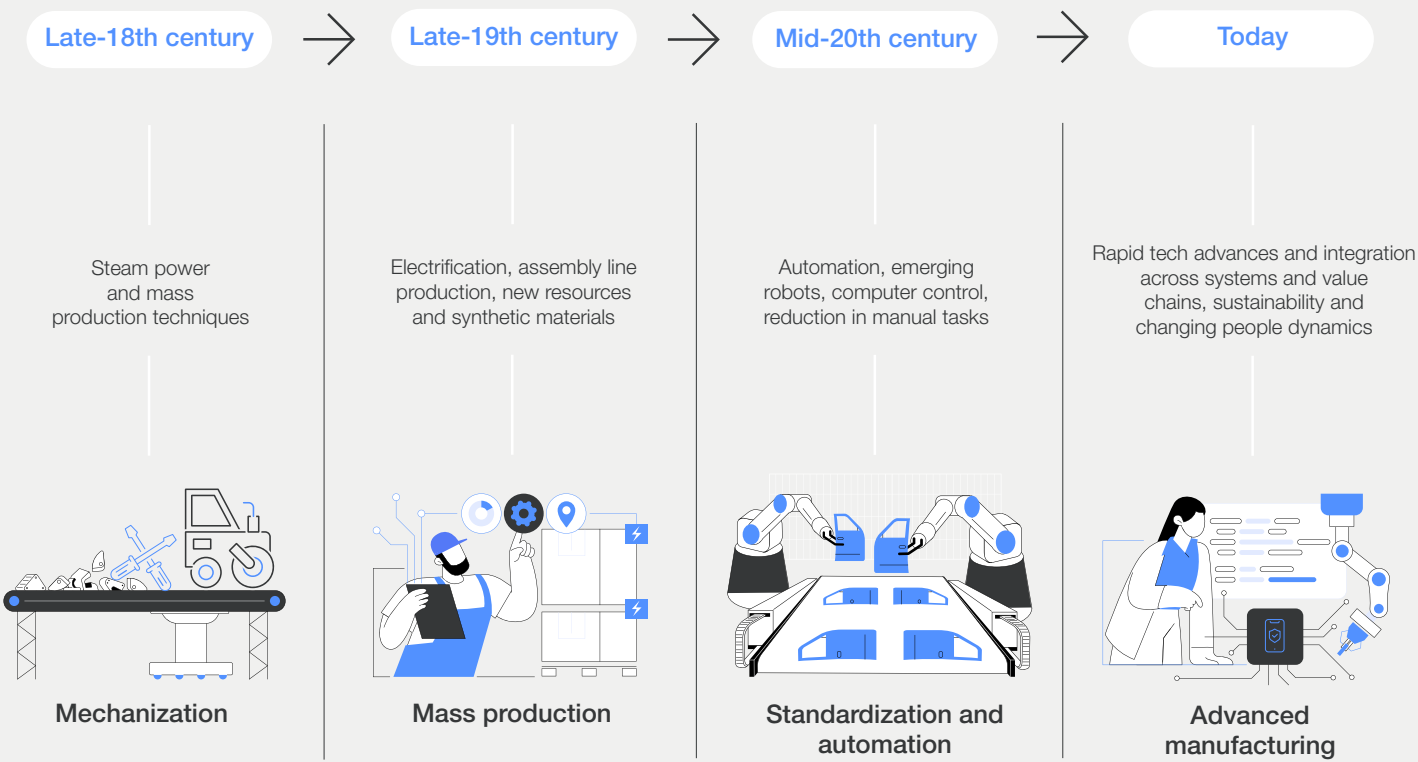 Late-18th century
Late-19th century
Mid-20th century
Today
Steam power
and mass
production techniques
Electrification, assembly line
production, new resources
and synthetic materials
Automation, emerging
robots, computer control,
reduction in manual tasks
Rapid tech advances and integration
across systems and value
chains, sustainability and
changing people dynamics
Mechanization
Mass production
Standardization and
automation
Advanced
manufacturing